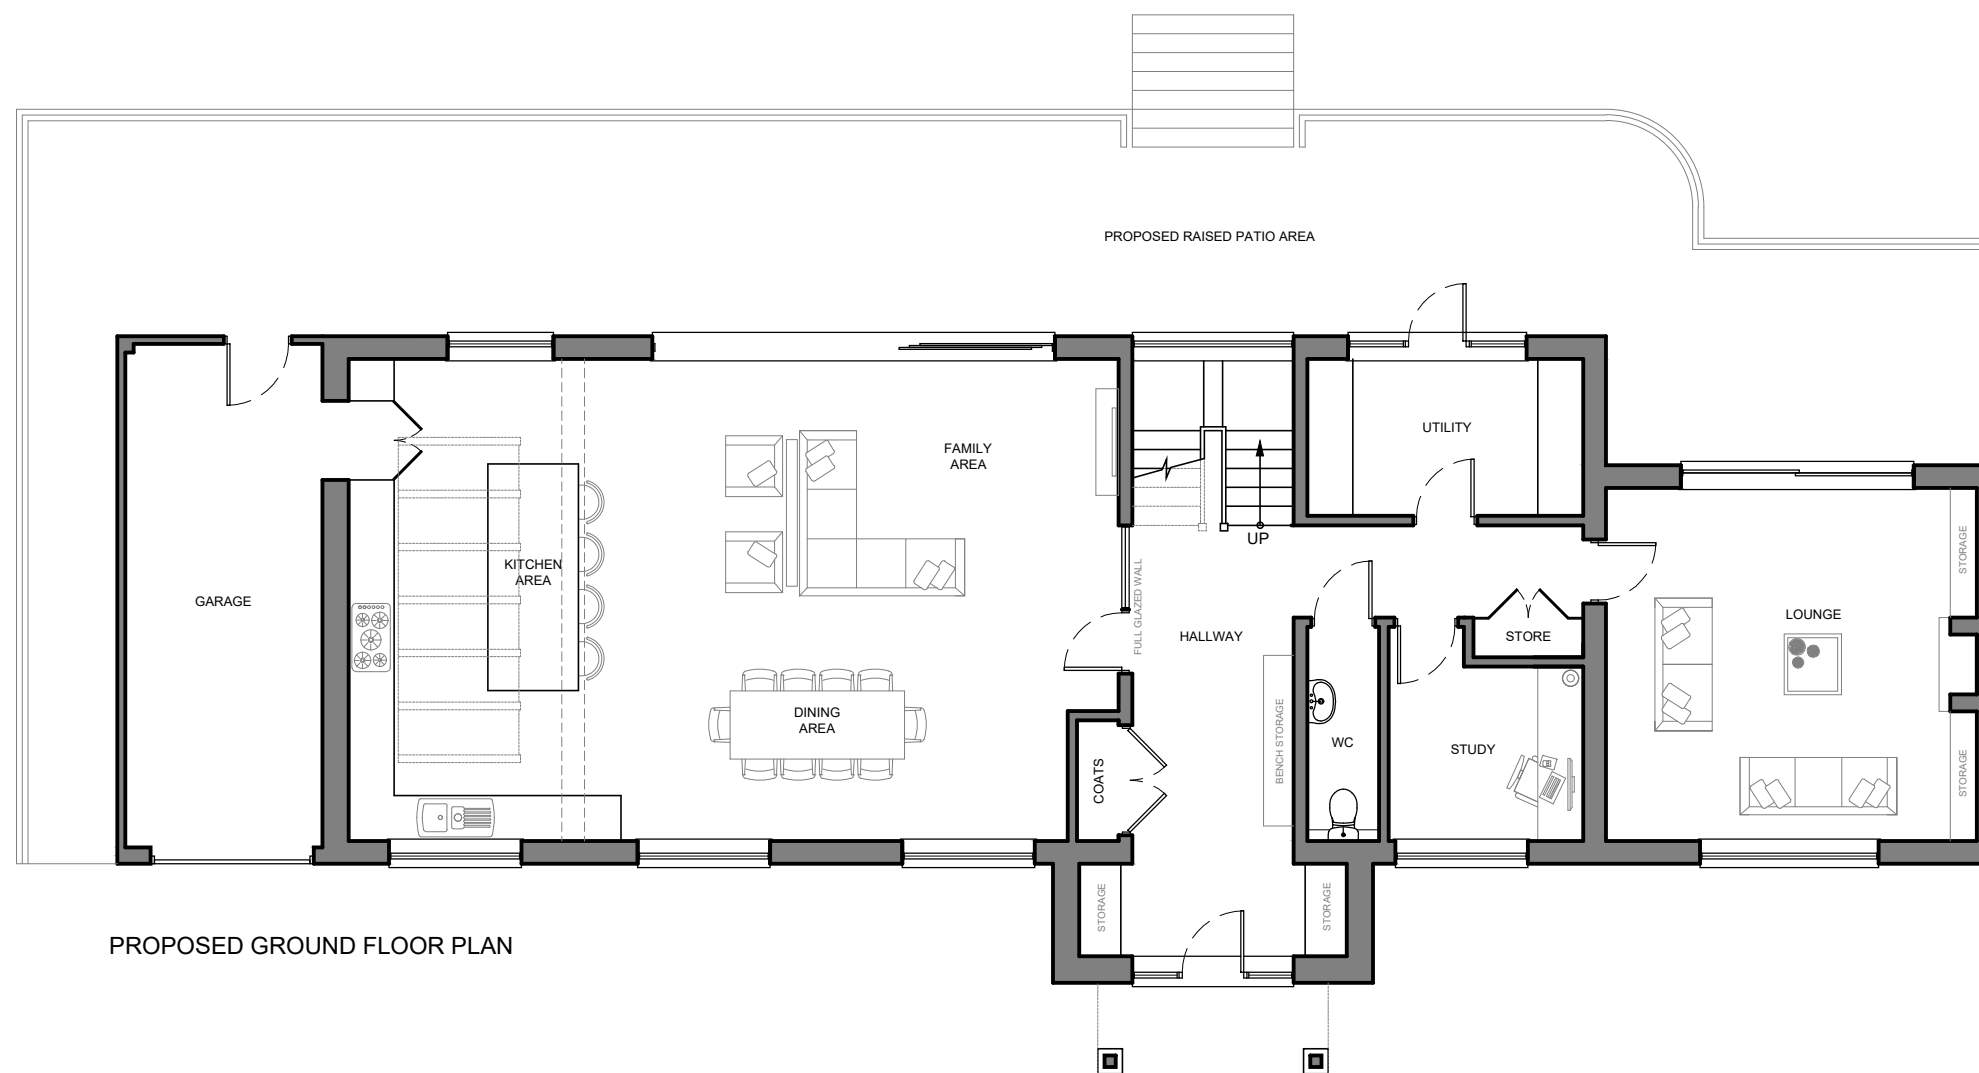 PROPOSED RAISED PATIO AREA
FAMILY
AREA
UTILITY
UP
KITCHEN
AREA
GARAGE
FULL GLAZED WALL
HALLWAY
STORE
LOUNGE
STORAGE
DINING
AREA
BENCH STORAGE
WC
STUDY
COATS
STORAGE
STORAGE
STORAGE
PROPOSED GROUND FLOOR PLAN